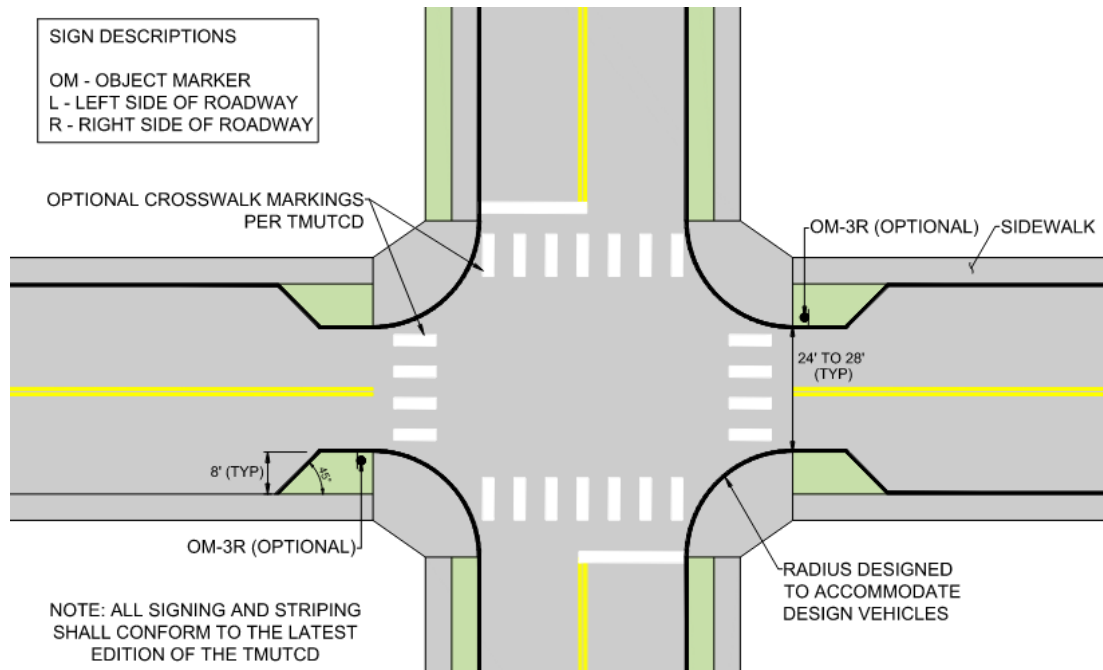 SIGN DESCRIPTIONS
OM - OBJECT MARKER
L - LEFT SIDE OF ROADWAY
R - RIGHT SIDE OF ROADWAY
OPTIONAL CROSSWALK MARKINGS
PER TMUTCD
OM-3R (OPTIONAL)
SIDEWALK
24' TO 28'
(TYP)
8' (TYP)
45°
OM-3R (OPTIONAL)
RADIUS DESIGNED
TO ACCOMMODATE
DESIGN VEHICLES
NOTE: ALL SIGNING AND STRIPING
SHALL CONFORM TO THE LATEST
EDITION OF THE TMUTCD